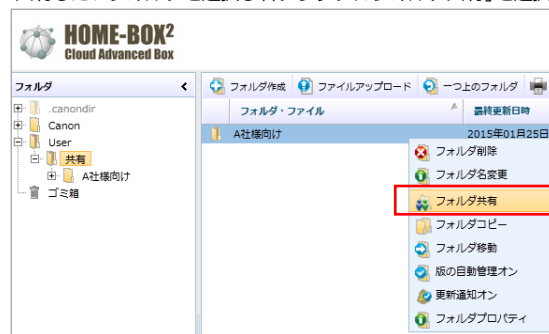 HOME-BOX2
Cloud Advanced Box
フォルダ
フォルダ作成 ファイルアップロード 一つ上のフォルダ
.canondir
Canon
User
共有
A社様向け
ゴミ箱
フォルダ・ファイル 最終更新日時
A社様向け 2015年01月25日
フォルダ削除
フォルダ名変更
フォルダ共有
フォルダコピー
フォルダ移動
版の自動管理オン
更新通知オン
フォルダプロパティ